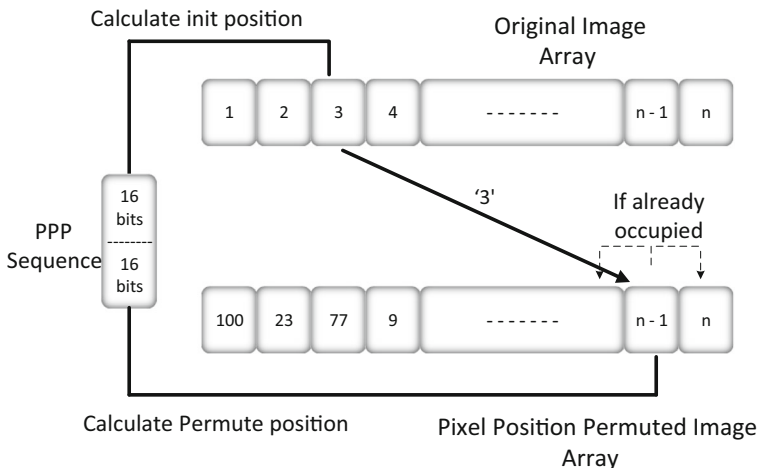 Calculate init position
Original Image
Array
1 2 3 4 ------- n - 1 n
16
bits
--------
16
bits
PPP
Sequence
‘3'
If already
occupied
100 23 77 9 ------- n - 1 n
Calculate Permute position
Pixel Position Permuted Image
Array